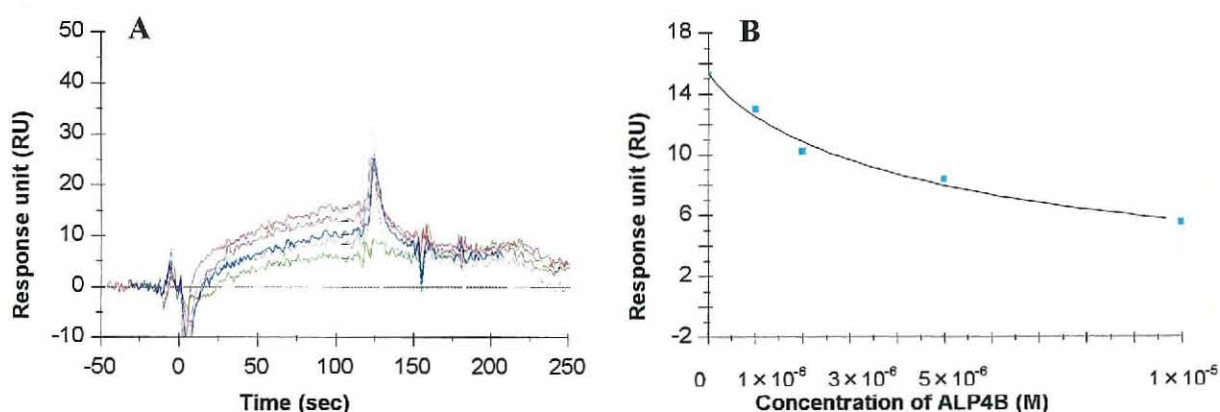 A
50
40
30
20
10
0
-10
-50 0 50 100 150 200 250
Response unit (RU)
Time (sec)
B
18
14
10
6
2
-2
0 1×10⁻⁶ 3×10⁻⁶ 5×10⁻⁶ 1×10⁻⁵
Response unit (RU)
Concentration of ALP4B (M)